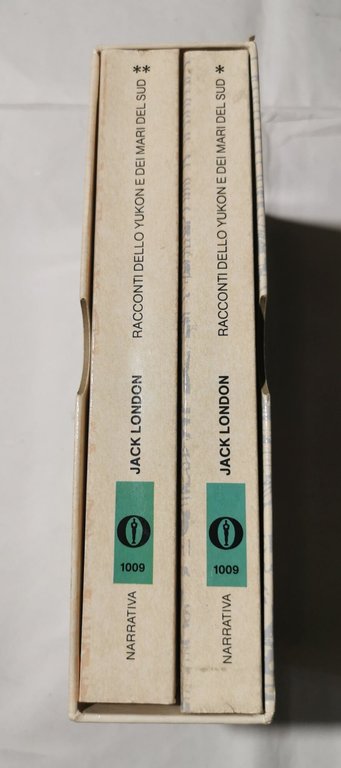 NARRATIVA
1009
JACK LONDON RACCONTI DELLO YUKON E DEI MARI DEL SUD **
NARRATIVA
1009
JACK LONDON RACCONTI DELLO YUKON E DEI MARI DEL SUD *